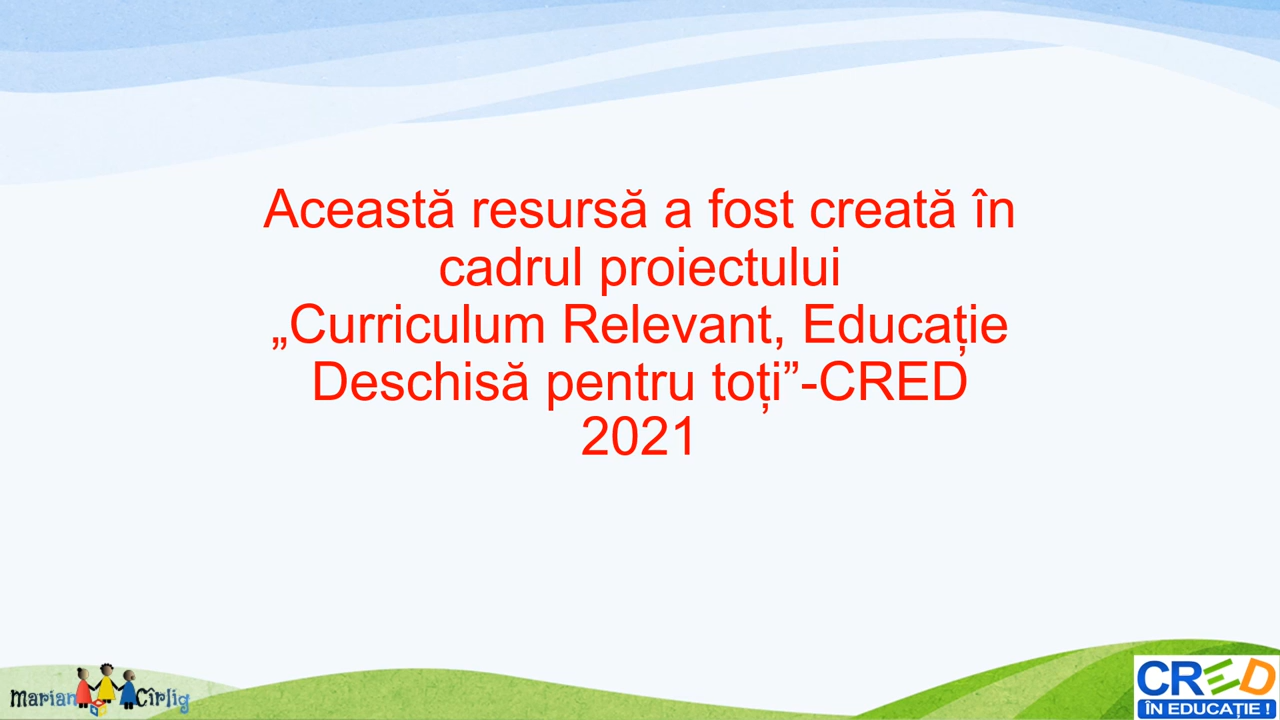 Această resursă a fost creată în
cadrul proiectului
„Curriculum Relevant, Educație
Deschisă pentru toți”-CRED
2021
Marian Cîrlig
CRED
ÎN EDUCAȚIE !